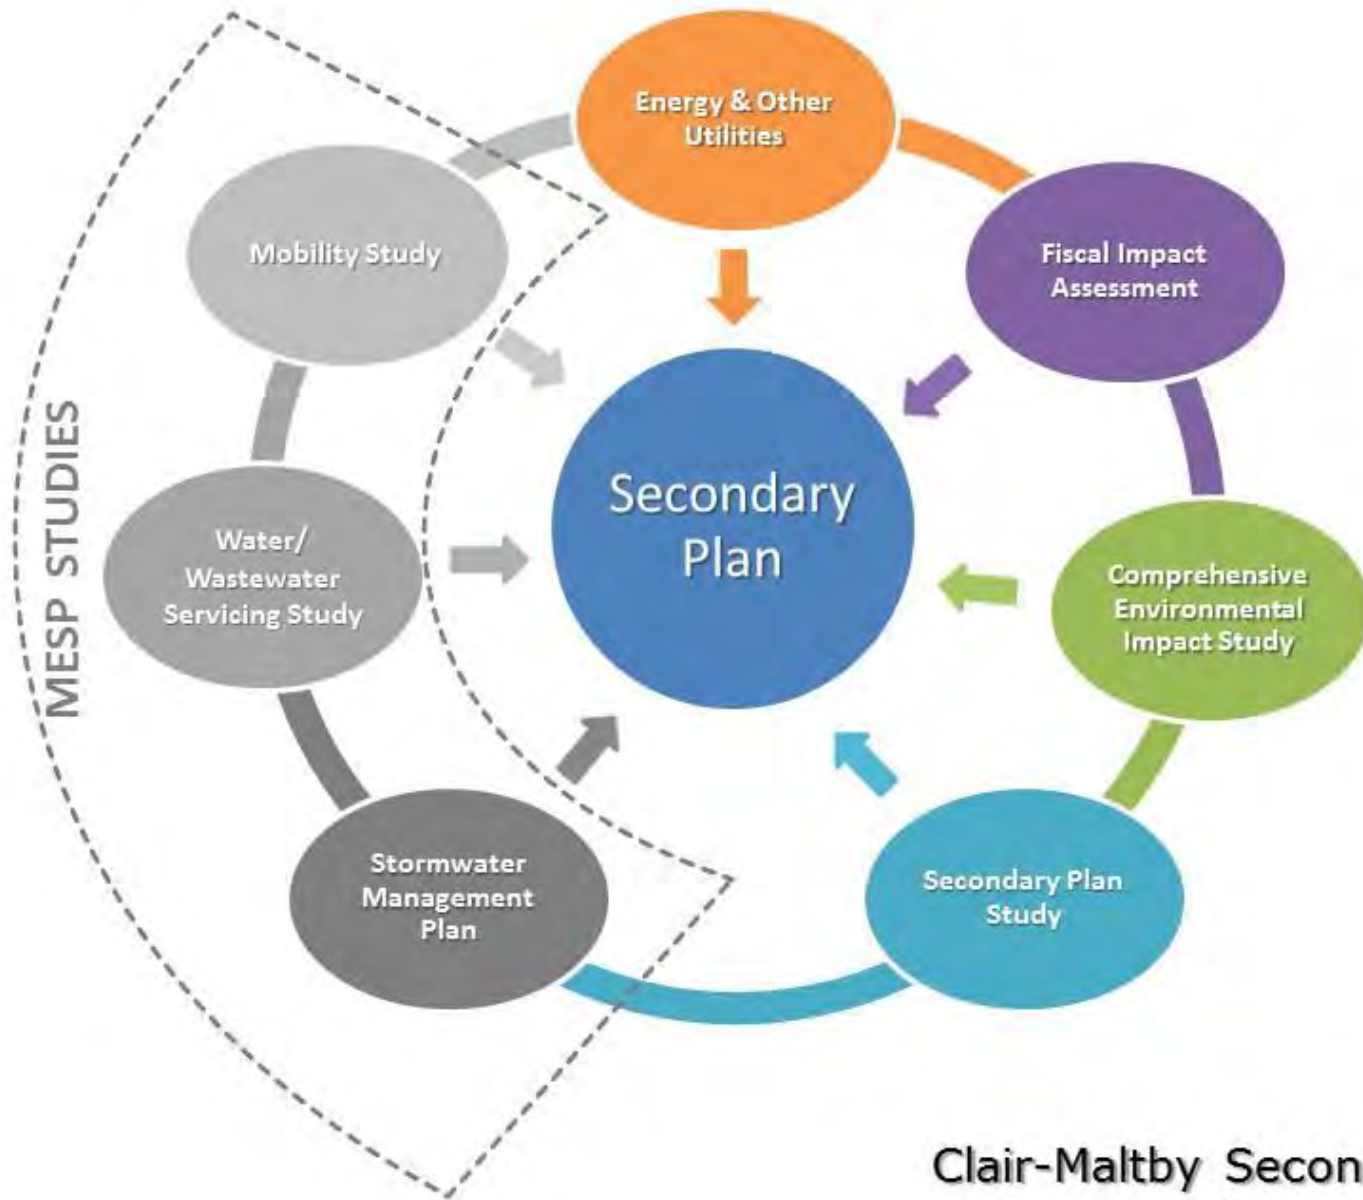 Energy & Other
Utilities
Mobility Study
Fiscal Impact
Assessment
MESP STUDIES
Secondary
Plan
Water/
Wastewater
Servicing Study
Comprehensive
Environmental
Impact Study
Stormwater
Management
Plan
Secondary Plan
Study
Clair-Maltby Secon